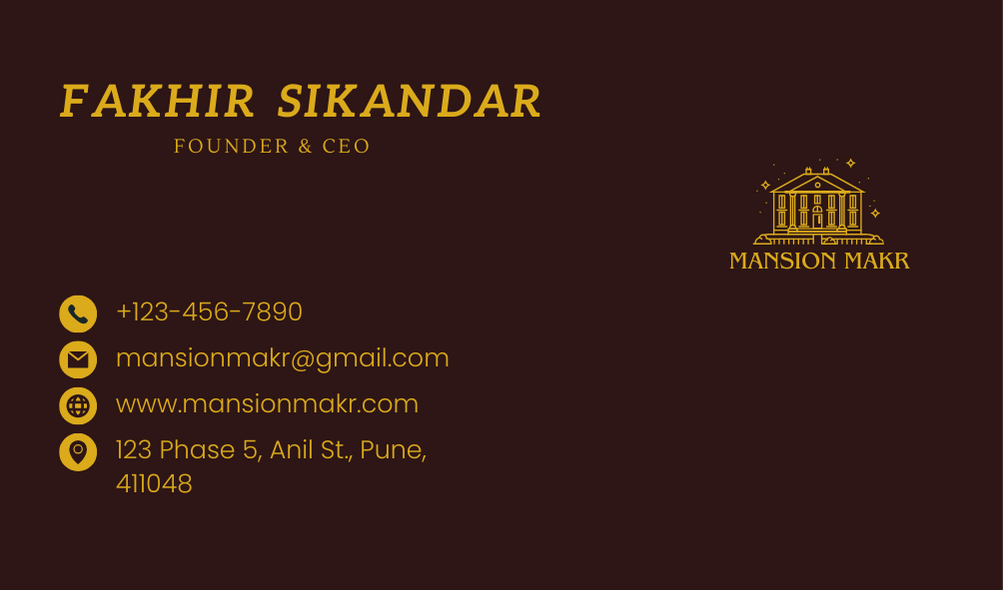 FAKHIR SIKANDAR
FOUNDER & CEO
MANSION MAKR
+123-456-7890
mansionmakr@gmail.com
www.mansionmakr.com
123 Phase 5, Anil St., Pune,
411048